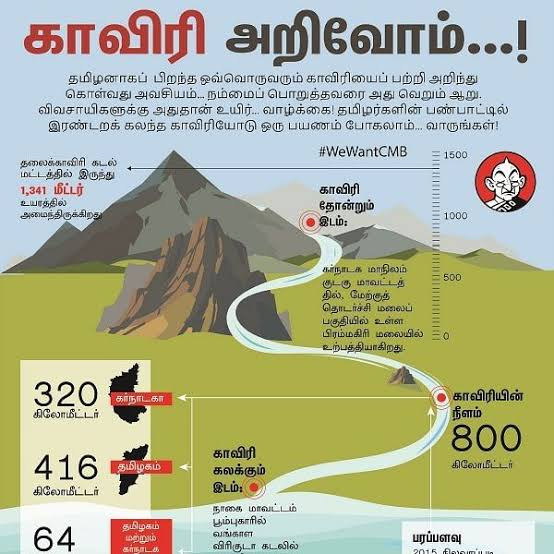 காவிரி அறிவோம்...!
தமிழனாகப் பிறந்த ஒவ்வொருவரும் காவிரியைப் பற்றி அறிந்து
கொள்வது அவசியம்... நம்மைப் பொறுத்தவரை அது வெறும் ஆறு.
விவசாயிகளுக்கு அதுதான் உயிர்... வாழ்க்கை! தமிழர்களின் பண்பாட்டில்
இரண்டறக் கலந்த காவிரியோடு ஒரு பயணம் போகலாம்... வாருங்கள்!
#WeWantCMB
தலைக்காவிரி கடல்
மட்டத்தில் இருந்து
1,341 மீட்டர்
உயரத்தில்
அமைந்திருக்கிறது
1500
1000
500
0
காவிரி
தோன்றும்
இடம்:
கர்நாடக மாநிலம்
குடகு மாவட்டத்
தில், மேற்குத்
தொடர்ச்சி மலைப்
பகுதியில் உள்ள
பிரம்மகிரி மலையில்
உற்பத்தியாகிறது.
320
கிலோமீட்டர்
கர்நாடகா
416
கிலோமீட்டர்
தமிழகம்
64
தமிழகம்
மற்றும்
கர்நாடக
காவிரியின்
நீளம்
800
கிலோமீட்டர்
காவிரி
கலக்கும்
இடம்:
நாகை மாவட்டம்
பூம்புகாரில்
வங்காள
விரிகுடா கடலில்
பரப்பளவு
2015 நிலவரப்படி